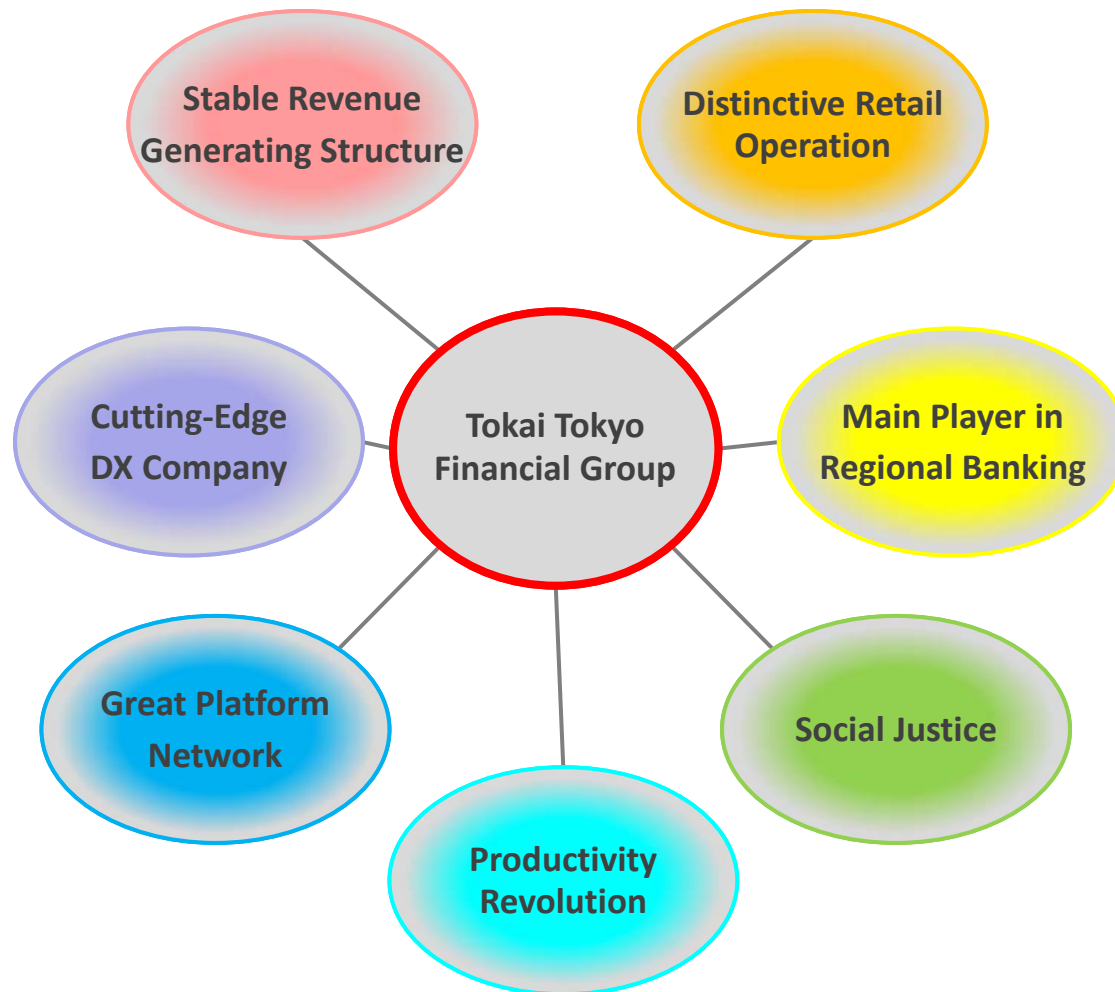 Stable Revenue
Generating Structure
Distinctive Retail
Operation
Cutting-Edge
DX Company
Tokai Tokyo
Financial Group
Main Player in
Regional Banking
Great Platform
Network
Social Justice
Productivity
Revolution